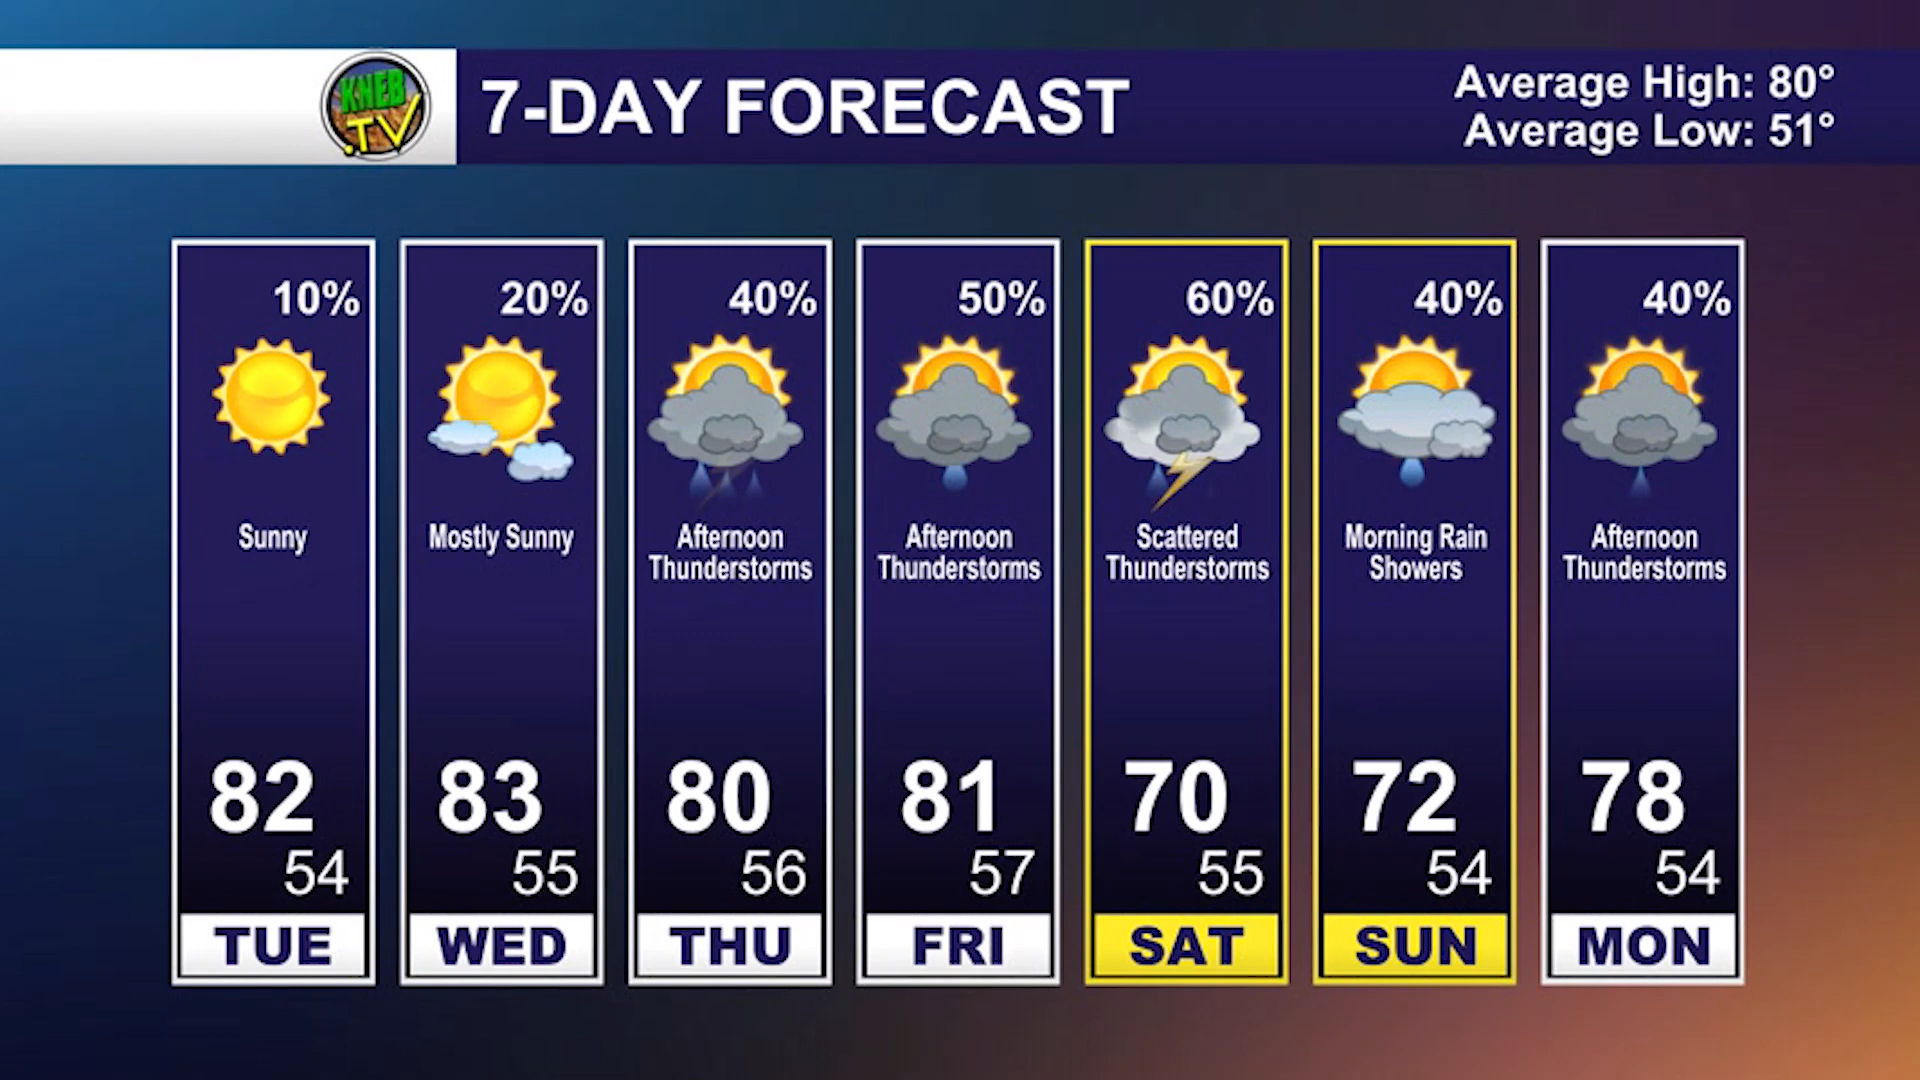 KNEB
.TV
7-DAY FORECAST
Average High: 80°
Average Low: 51°
10%
Sunny
82
54
TUE
20%
Mostly Sunny
83
55
WED
40%
Afternoon
Thunderstorms
80
56
THU
50%
Afternoon
Thunderstorms
81
57
FRI
60%
Scattered
Thunderstorms
70
55
SAT
40%
Morning Rain
Showers
72
54
SUN
40%
Afternoon
Thunderstorms
78
54
MON